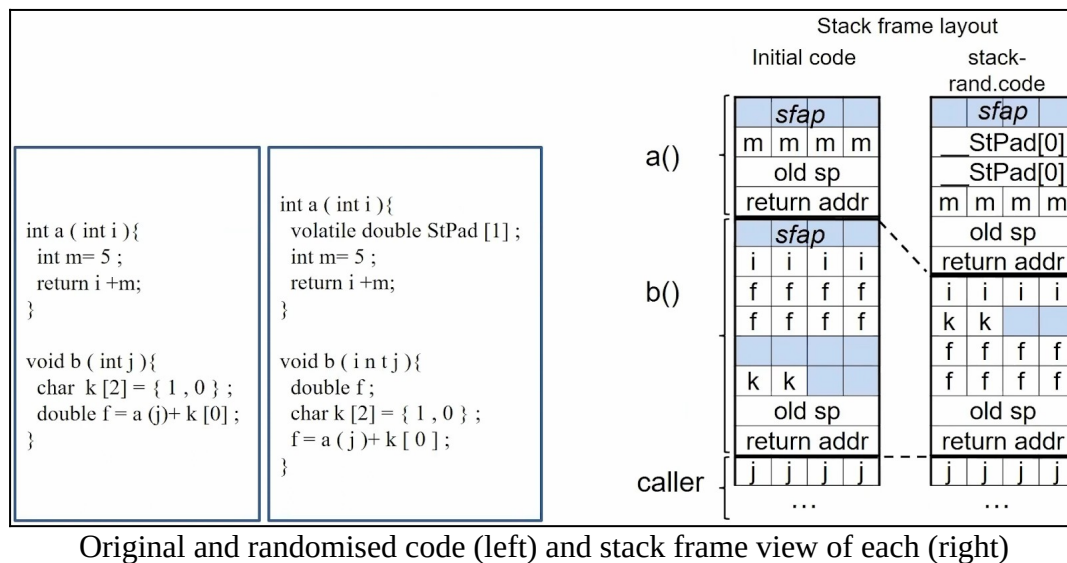 Stack frame layout
Initial code
stack-
rand.code
int a ( int i ){
int m= 5 ;
return i +m;
}
void b ( int j ){
char k [2] = { 1 , 0 } ;
double f = a (j)+ k [0] ;
}
int a ( int i ){
volatile double StPad [1] ;
int m= 5 ;
return i +m;
}
void b ( i n t j ){
double f ;
char k [2] = { 1 , 0 } ;
f = a ( j )+ k [ 0 ] ;
}
a()
b()
caller
sfap
m m m m
old sp
return addr
sfap
i i i i
f f f f
f f f f
k k
old sp
return addr
j j j j
...
sfap
__StPad[0]
__StPad[0]
m m m m
old sp
return addr
i i i i
k k
f f f f
f f f f
old sp
return addr
j j j j
...
Original and randomised code (left) and stack frame view of each (right)